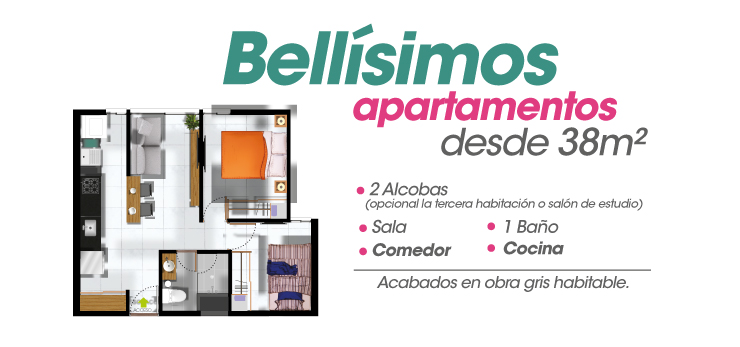 Bellísimos
apartamentos
desde 38m²
• 2 Alcobas
(opcional la tercera habitación o salón de estudio)
• Sala
• 1 Baño
• Comedor
• Cocina
Acabados en obra gris habitable.